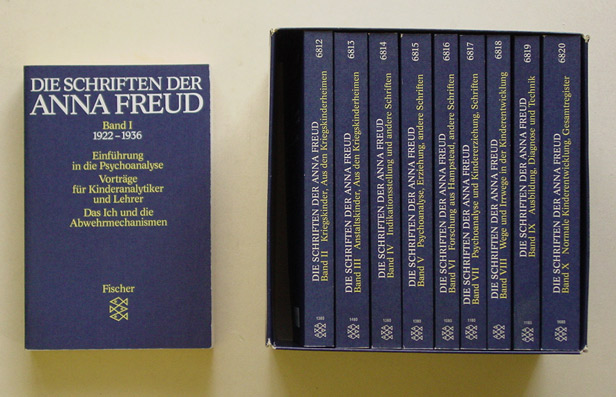 DIE SCHRIFTEN DER
ANNA FREUD
Band I
1922–1936
Einführung
in die Psychoanalyse
Vorträge
für Kinderanalytiker
und Lehrer
Das Ich und die
Abwehrmechanismen
Fischer
DIE SCHRIFTEN DER ANNA FREUD 6812
Band II Kriegskinder, Aus den Kriegskinderheimen
DIE SCHRIFTEN DER ANNA FREUD 6813
Band III Anstaltskinder, Aus den Kriegskinderheimen
DIE SCHRIFTEN DER ANNA FREUD 6814
Band IV Indikationsstellung und andere Schriften
DIE SCHRIFTEN DER ANNA FREUD 6815
Band V Psychoanalyse, Erziehung, andere Schriften
DIE SCHRIFTEN DER ANNA FREUD 6816
Band VI Forschung aus Hampstead, andere Schriften
DIE SCHRIFTEN DER ANNA FREUD 6817
Band VII Psychoanalyse und Kindererziehung, Schriften
DIE SCHRIFTEN DER ANNA FREUD 6818
Band VIII Wege und Irrwege in der Kinderentwicklung
DIE SCHRIFTEN DER ANNA FREUD 6819
Band IX Ausbildung, Diagnose und Technik
DIE SCHRIFTEN DER ANNA FREUD 6820
Band X Normale Kinderentwicklung, Gesamtregister